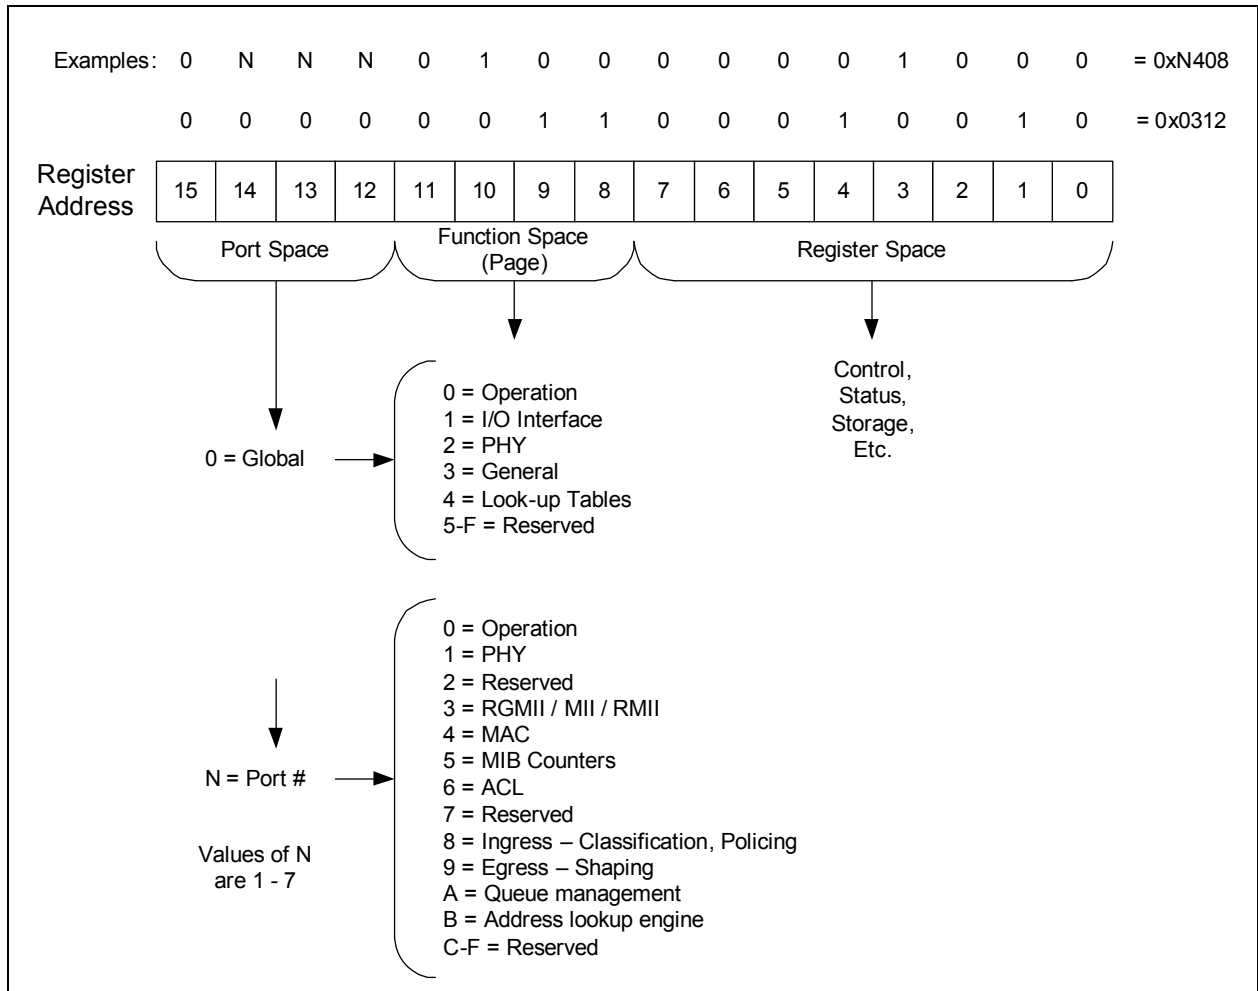 Examples: 0 N N N 0 1 0 0 0 0 0 0 1 0 0 0 = 0xN408
0 0 0 0 0 0 1 1 0 0 0 1 0 0 1 0 = 0x0312
Register
Address
15 14 13 12 11 10 9 8 7 6 5 4 3 2 1 0
Port Space
Function Space
(Page)
Register Space
Control,
Status,
Storage,
Etc.
0 = Global
0 = Operation
1 = I/O Interface
2 = PHY
3 = General
4 = Look-up Tables
5-F = Reserved
N = Port #
Values of N
are 1 - 7
0 = Operation
1 = PHY
2 = Reserved
3 = RGMII / MII / RMII
4 = MAC
5 = MIB Counters
6 = ACL
7 = Reserved
8 = Ingress – Classification, Policing
9 = Egress – Shaping
A = Queue management
B = Address lookup engine
C-F = Reserved